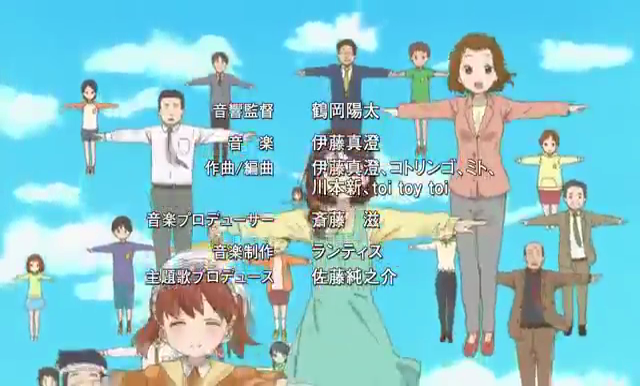 音響監督 鶴岡陽太
音 楽 伊藤真澄
作曲/編曲 伊藤真澄、コトリンゴ、ミト、
川本新、toi toy toi
音楽プロデューサー 斎藤 滋
音楽制作 ランティス
主題歌プロデュース 佐藤純之介